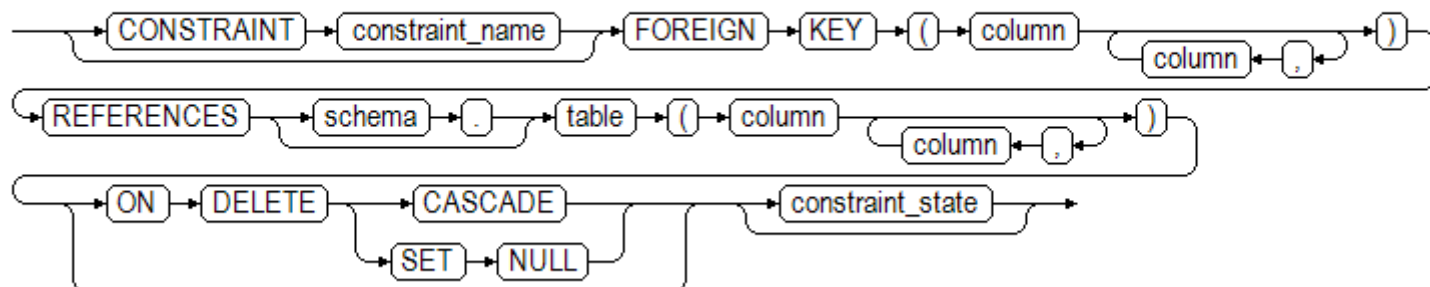 CONSTRAINT constraint_name FOREIGN KEY ( column column , )
REFERENCES schema . table ( column column , )
ON DELETE CASCADE constraint_state
SET NULL